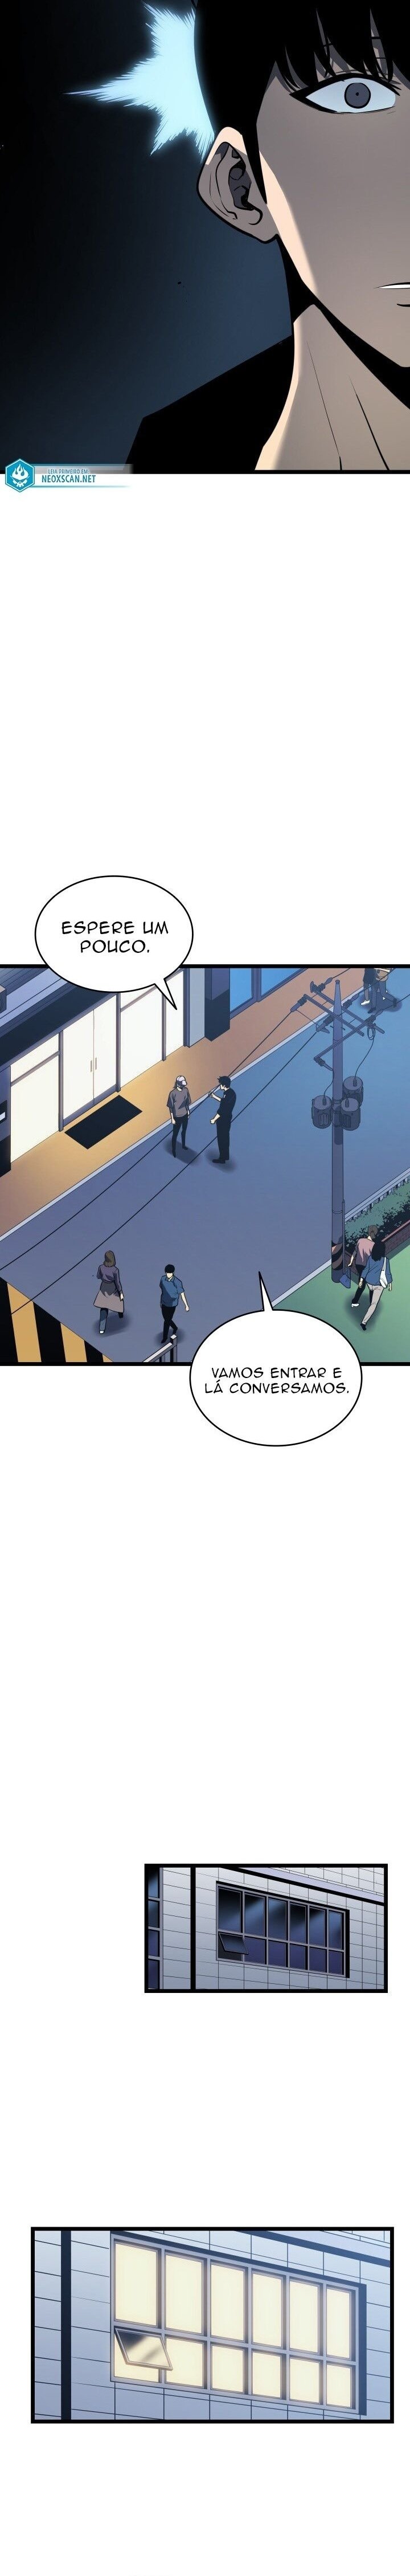 LEIA PRIMEIRO EM
NEOXSCAN.NET
ESPERE UM
POUCO.
VAMOS ENTRAR E
LÁ CONVERSAMOS.